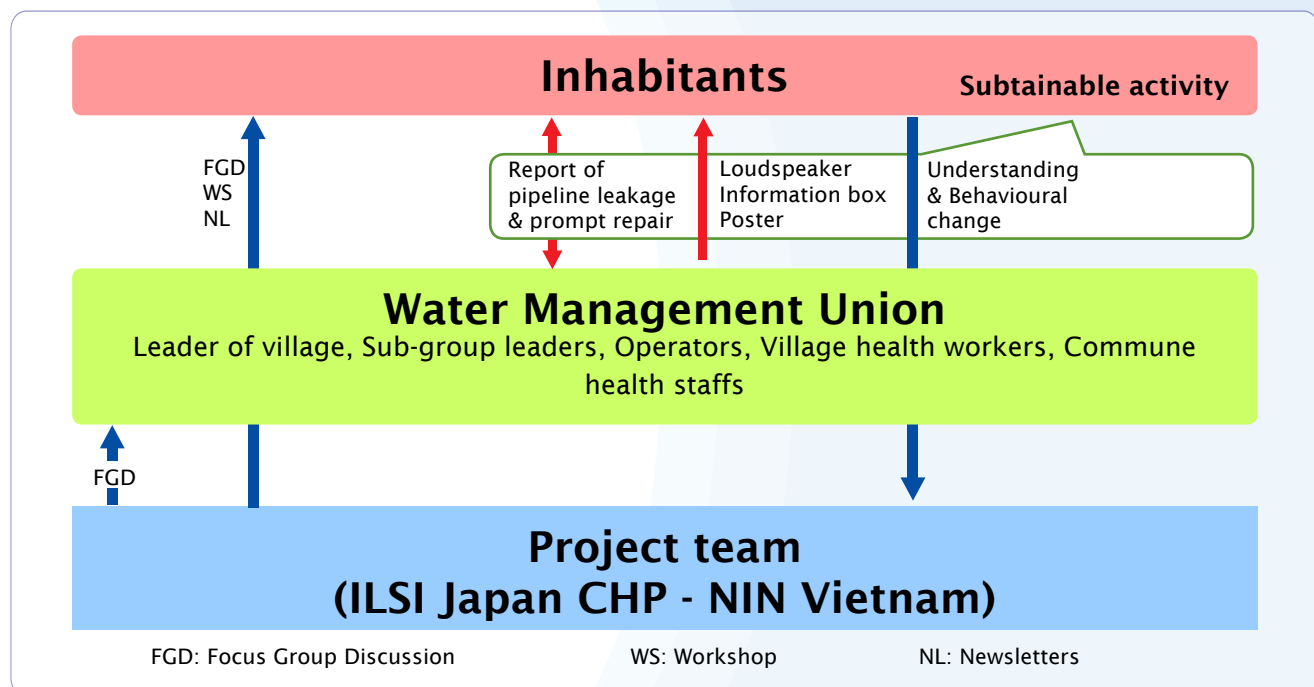 Inhabitants
Subtainable activity
FGD
WS
NL
Report of
pipeline leakage
& prompt repair
Loudspeaker
Information box
Poster
Understanding
& Behavioural
change
Water Management Union
Leader of village, Sub-group leaders, Operators, Village health workers, Commune
health staffs
FGD
Project team
(ILSI Japan CHP - NIN Vietnam)
FGD: Focus Group Discussion
WS: Workshop
NL: Newsletters